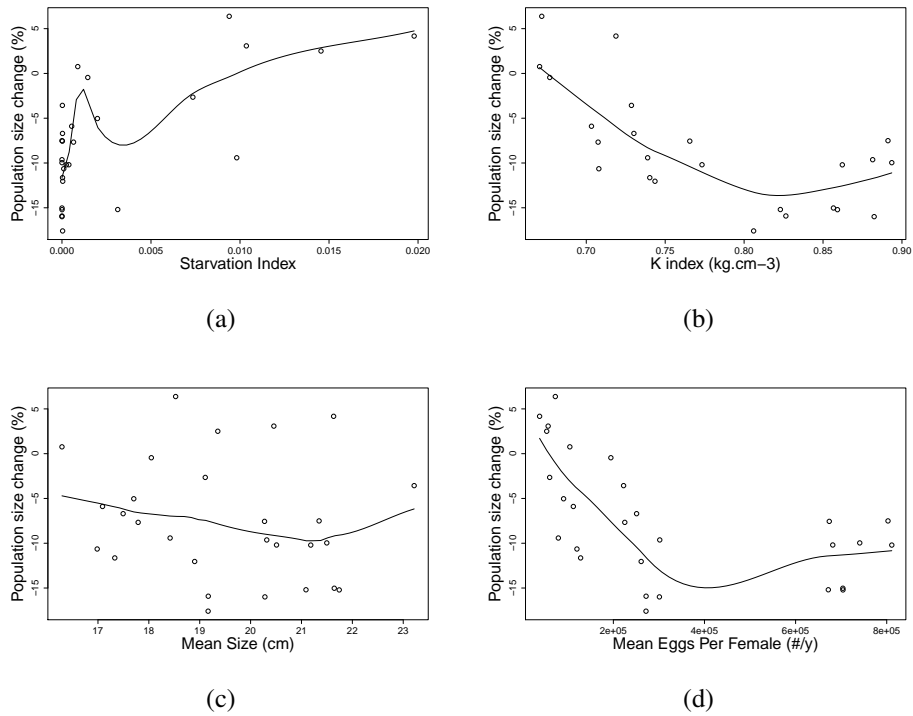 Population size change (%)
5
0
−5
−10
−15
0.000 0.005 0.010 0.015 0.020
Starvation Index
(a)
Population size change (%)
5
0
−5
−10
−15
0.70 0.75 0.80 0.85 0.90
K index (kg.cm−3)
(b)
Population size change (%)
5
0
−5
−10
−15
17 18 19 20 21 22 23
Mean Size (cm)
(c)
Population size change (%)
5
0
−5
−10
−15
2e+05 4e+05 6e+05 8e+05
Mean Eggs Per Female (#/y)
(d)